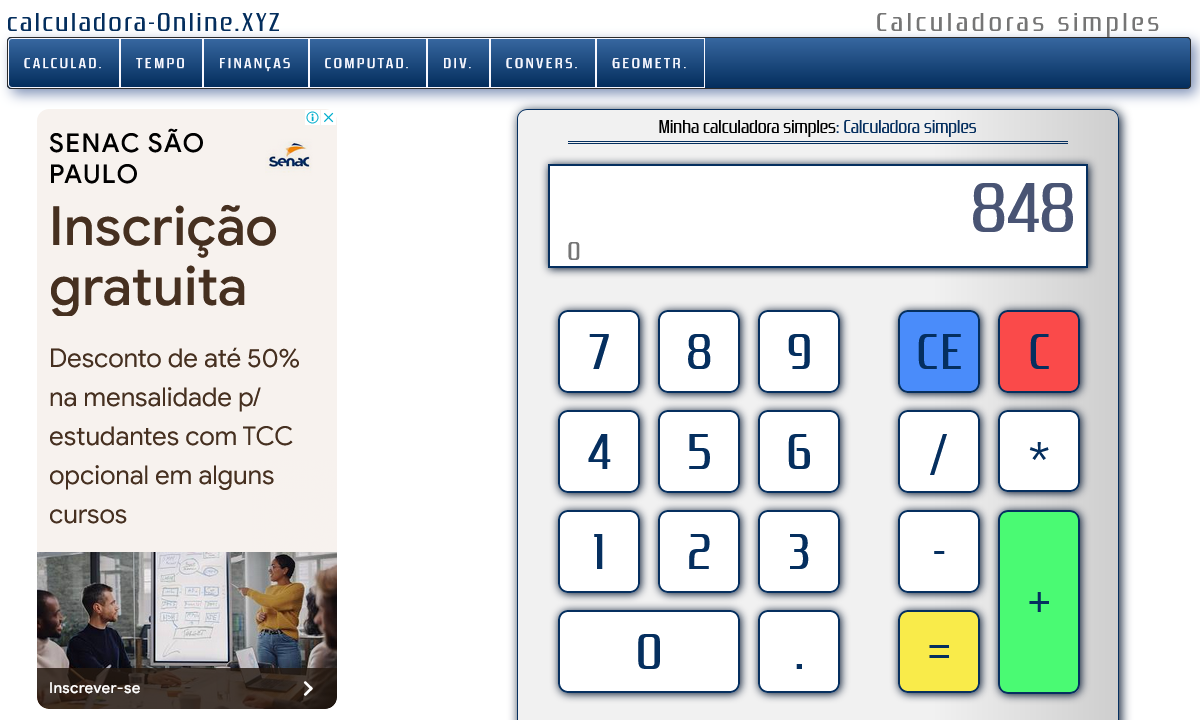 calculadora-Online.XYZ
Calculadoras simples
CALCULAD.
TEMPO
FINANÇAS
COMPUTAD.
DIV.
CONVERS.
GEOMETR.
SENAC SÃO
PAULO
Senac
Inscrição
gratuita
Desconto de até 50%
na mensalidade p/
estudantes com TCC
opcional em alguns
cursos
Inscrever-se
Minha calculadora simples: Calculadora simples
848
0
7 8 9 CE C
4 5 6 / *
1 2 3 -
+
0 . =